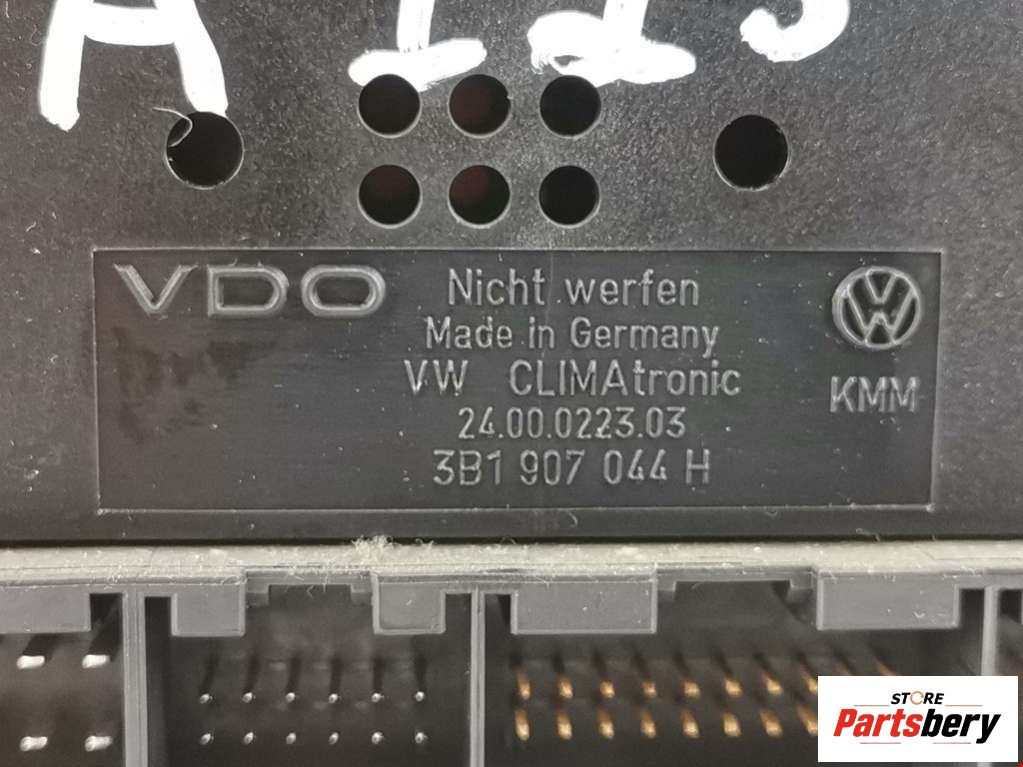 VDO Nicht werfen
Made in Germany
VW CLIMAtronic
KMM
24.00.0223.03
3B1 907 044 H
STORE
Partsbery